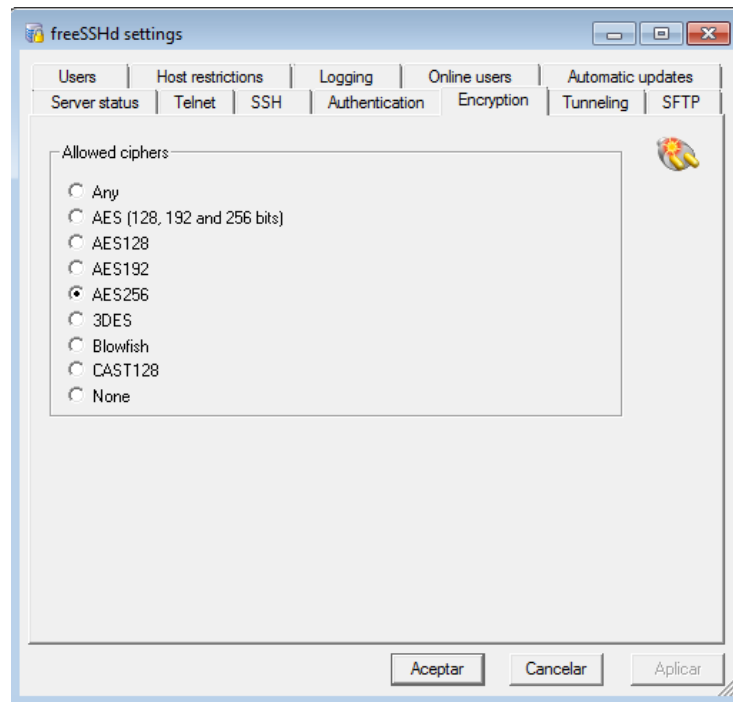 freeSSHd settings
Users Host restrictions Logging Online users Automatic updates
Server status Telnet SSH Authentication Encryption Tunneling SFTP
Allowed ciphers
Any
AES (128, 192 and 256 bits)
AES128
AES192
AES256
3DES
Blowfish
CAST128
None
Aceptar Cancelar Aplicar